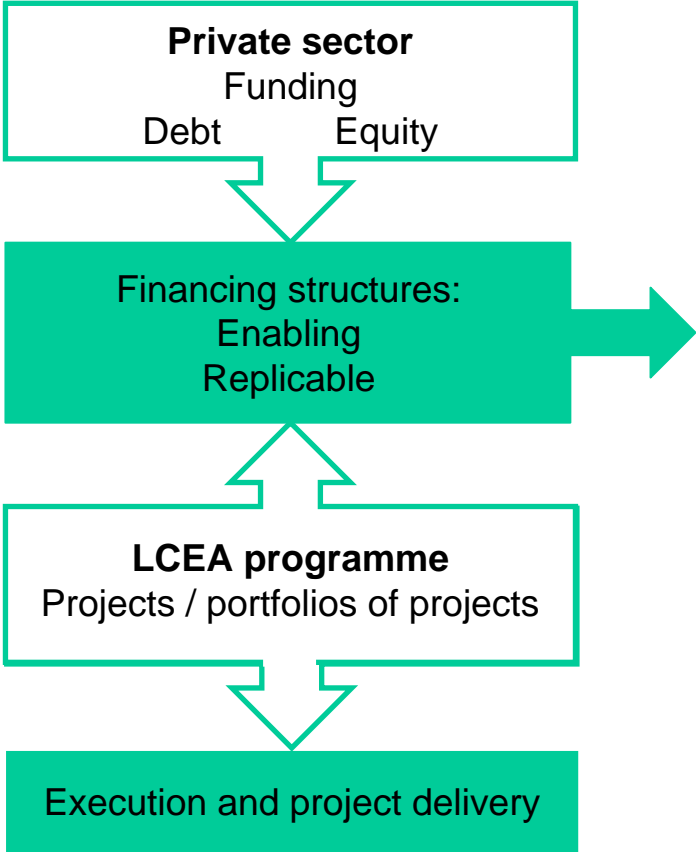 Private sector
Funding
Debt Equity
Financing structures:
Enabling
Replicable
LCEA programme
Projects / portfolios of projects
Execution and project delivery